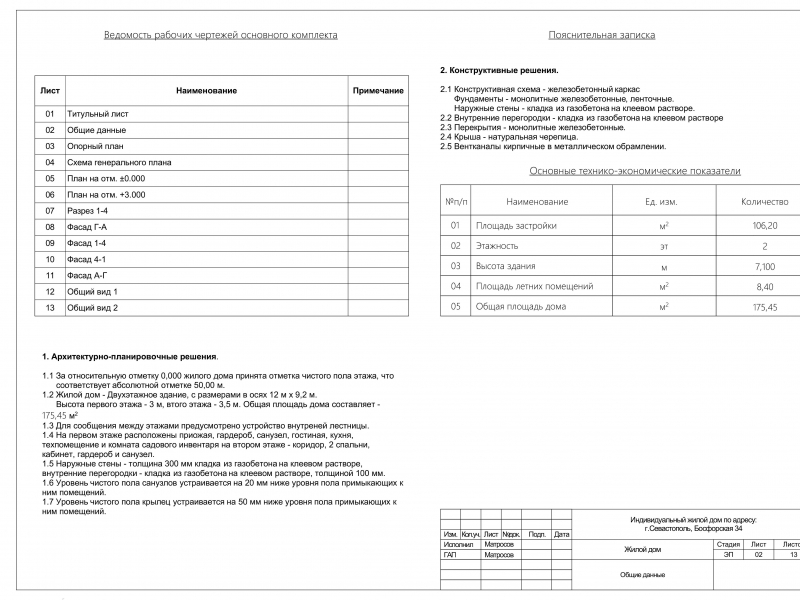 Ведомость рабочих чертежей основного комплекта
Лист Наименование Примечание
01 Титульный лист
02 Общие данные
03 Опорный план
04 Схема генерального плана
05 План на отм. ±0.000
06 План на отм. +3.000
07 Разрез 1-4
08 Фасад Г-А
09 Фасад 1-4
10 Фасад 4-1
11 Фасад А-Г
12 Общий вид 1
13 Общий вид 2
1. Архитектурно-планировочные решения.
1.1 За относительную отметку 0,000 жилого дома принята отметка чистого пола этажа, что
соответствует абсолютной отметке 50,00 м.
1.2 Жилой дом - Двухэтажное здание, с размерами в осях 12 м х 9,2 м.
Высота первого этажа - 3 м, втого этажа - 3,5 м. Общая площадь дома составляет -
175,45 м²
1.3 Для сообщения между этажами предусмотрено устройство внутреней лестницы.
1.4 На первом этаже расположены приожая, гардероб, санузел, гостиная, кухня,
техпомещение и комната садового инвентаря на втором этаже - коридор, 2 спальни,
кабинет, гардероб и санузел.
1.5 Наружные стены - толщина 300 мм кладка из газобетона на клеевом растворе,
внутренние перегородки - кладка из газобетона на клеевом растворе, толщиной 100 мм.
1.6 Уровень чистого пола санузлов устраивается на 20 мм ниже уровня пола примыкающих к
ним помещений.
1.7 Уровень чистого пола крылец устраивается на 50 мм ниже уровня пола примыкающих к
ним помещений.
Пояснительная записка
2. Конструктивные решения.
2.1 Конструктивная схема - железобетонный каркас
Фундаменты - монолитные железобетонные, ленточные.
Наружные стены - кладка из газобетона на клеевом растворе.
2.2 Внутренние перегородки - кладка из газобетона на клеевом растворе
2.3 Перекрытия - монолитные железобетонные.
2.4 Крыша - натуральная черепица.
2.5 Вентканалы кирпичные в металлическом обрамлении.
Основные технико-экономические показатели
№п/п Наименование Ед. изм. Количество
01 Площадь застройки м² 106,20
02 Этажность эт 2
03 Высота здания м 7,100
04 Площадь летних помещений м² 8,40
05 Общая площадь дома м² 175,45
Индивидуальный жилой дом по адресу:
г.Севастополь, Босфорская 34
Изм. Кол.уч. Лист №док. Подп. Дата
Исполнил Матросов
ГАП Матросов
Жилой дом
Стадия Лист Листо
ЭП 02 13
Общие данные